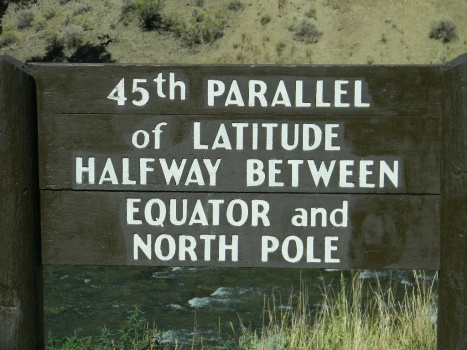 45th PARALLEL
of LATITUDE
HALFWAY BETWEEN
EQUATOR and
NORTH POLE